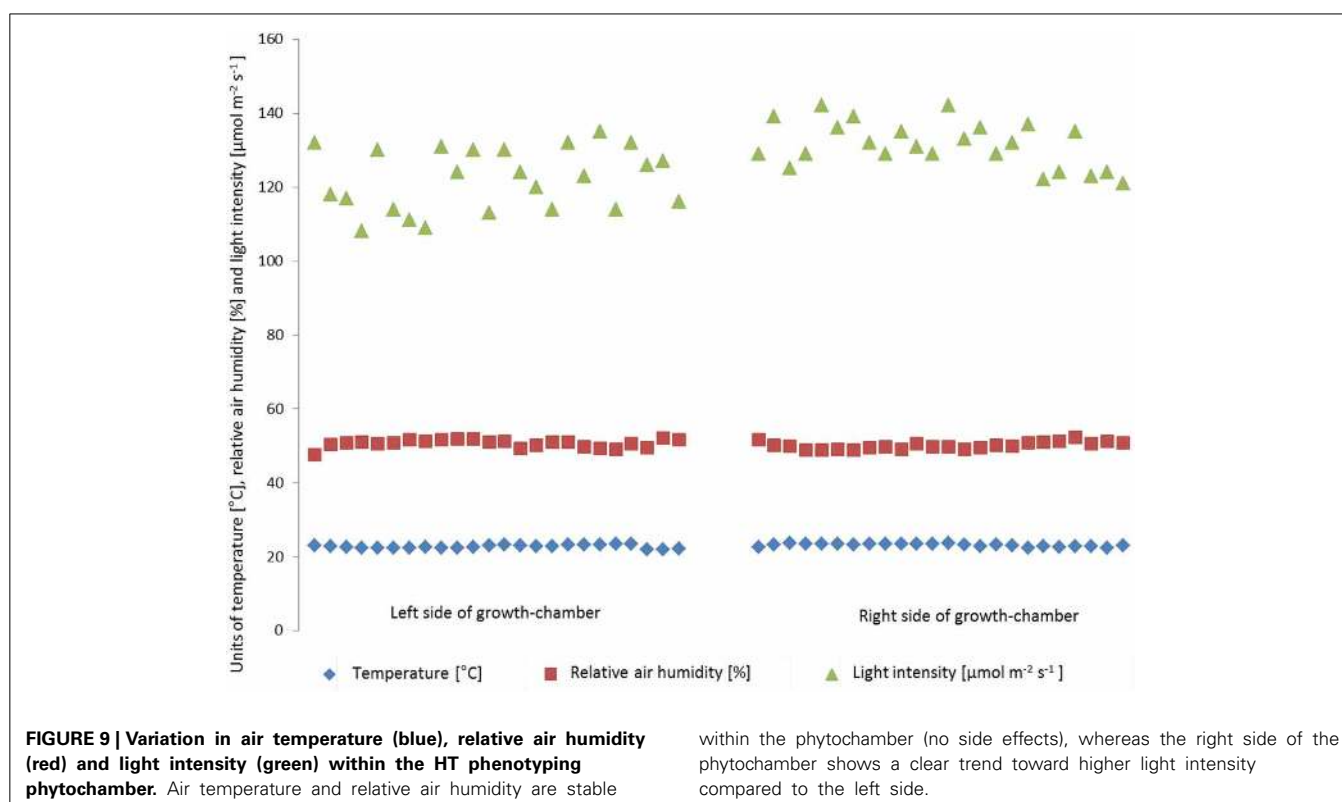 Units of temperature [°C], relative air humidity [%] and light intensity [µmol m⁻² s⁻¹]
160
140
120
100
80
60
40
20
0
Left side of growth-chamber
Right side of growth-chamber
Temperature [°C]
Relative air humidity [%]
Light intensity [µmol m⁻² s⁻¹ ]
FIGURE 9 | Variation in air temperature (blue), relative air humidity
(red) and light intensity (green) within the HT phenotyping
phytochamber. Air temperature and relative air humidity are stable
within the phytochamber (no side effects), whereas the right side of the
phytochamber shows a clear trend toward higher light intensity
compared to the left side.